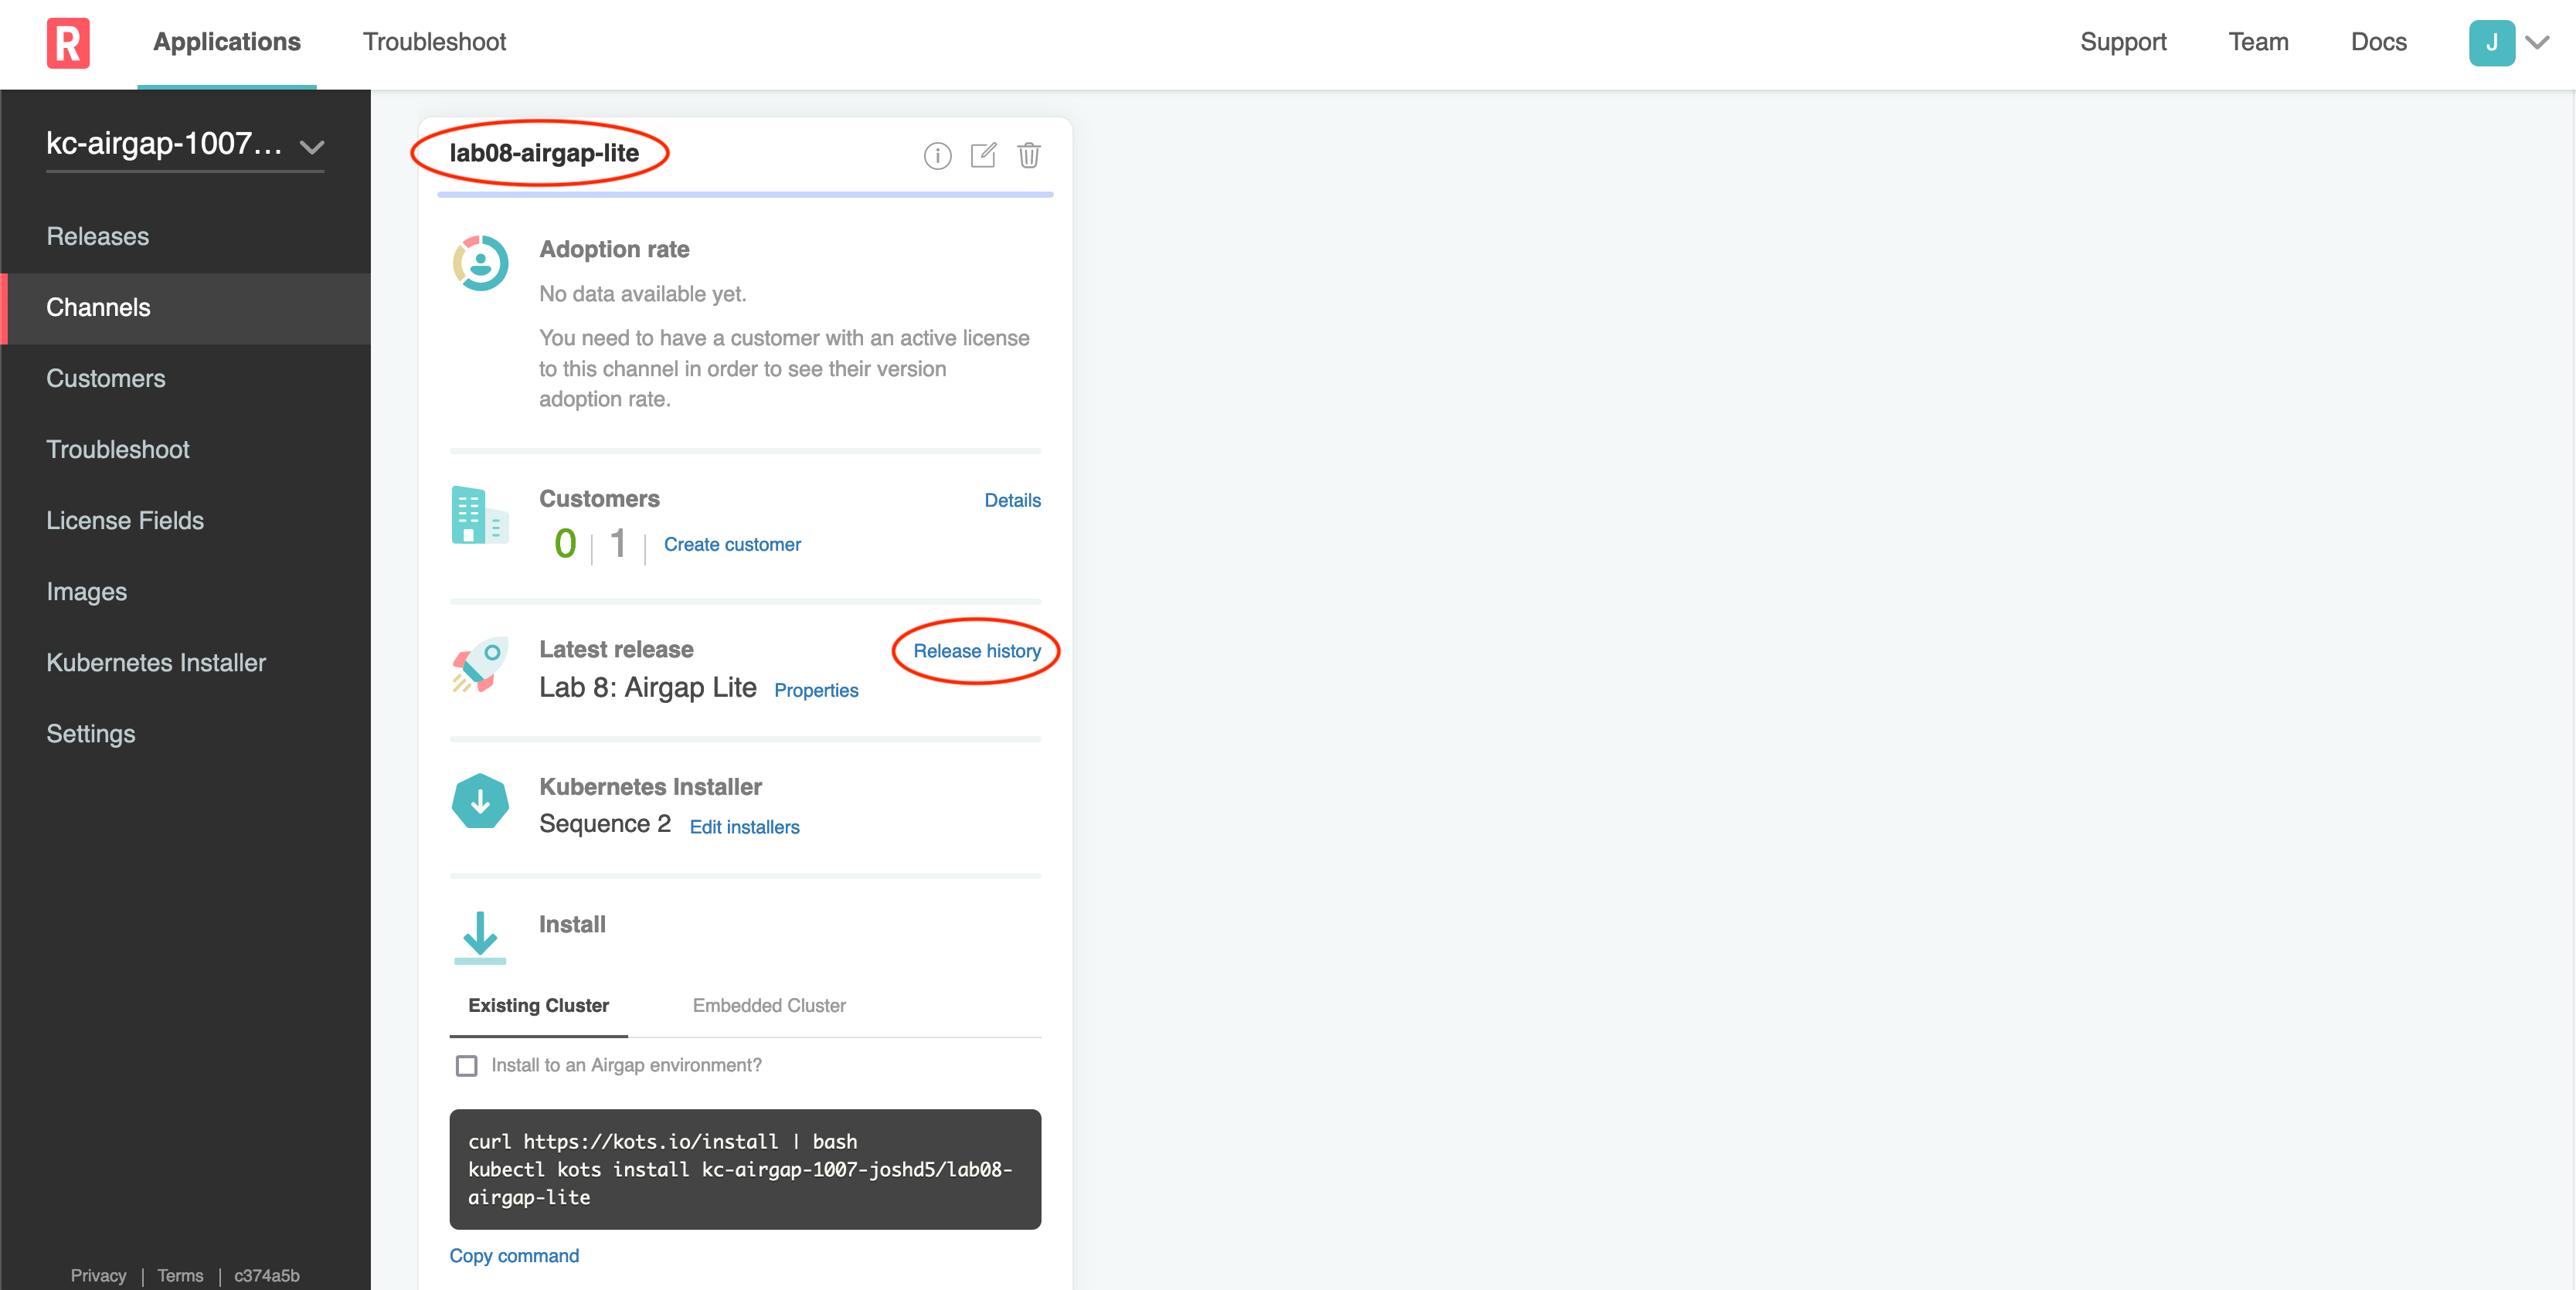 R
Applications
Troubleshoot
Support
Team
Docs
J
kc-airgap-1007...
Releases
Channels
Customers
Troubleshoot
License Fields
Images
Kubernetes Installer
Settings
Privacy | Terms | c374a5b
lab08-airgap-lite
Adoption rate
No data available yet.
You need to have a customer with an active license
to this channel in order to see their version
adoption rate.
Customers
Details
0 | 1 | Create customer
Latest release
Release history
Lab 8: Airgap Lite Properties
Kubernetes Installer
Sequence 2 Edit installers
Install
Existing Cluster
Embedded Cluster
Install to an Airgap environment?
curl https://kots.io/install | bash
kubectl kots install kc-airgap-1007-joshd5/lab08-
airgap-lite
Copy command